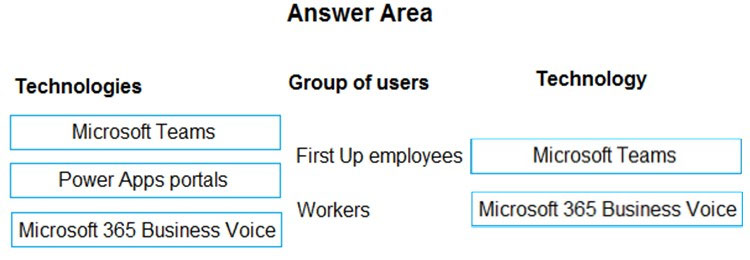 Answer Area
Technologies
Group of users
Technology
Microsoft Teams
Power Apps portals
Microsoft 365 Business Voice
First Up employees
Microsoft Teams
Workers
Microsoft 365 Business Voice